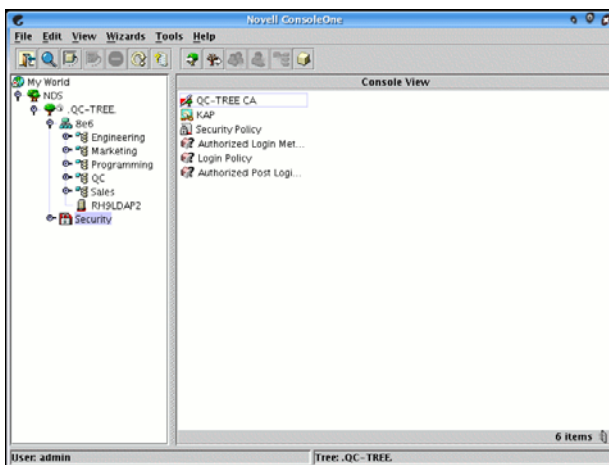 Novell ConsoleOne
File Edit View Wizards Tools Help
My World
NDS
.QC-TREE.
8e6
Engineering
Marketing
Programming
QC
Sales
RH9LDAP2
Security
Console View
QC-TREE CA
KAP
Security Policy
Authorized Login Met...
Login Policy
Authorized Post Logi...
6 items
User: admin
Tree: .QC-TREE.